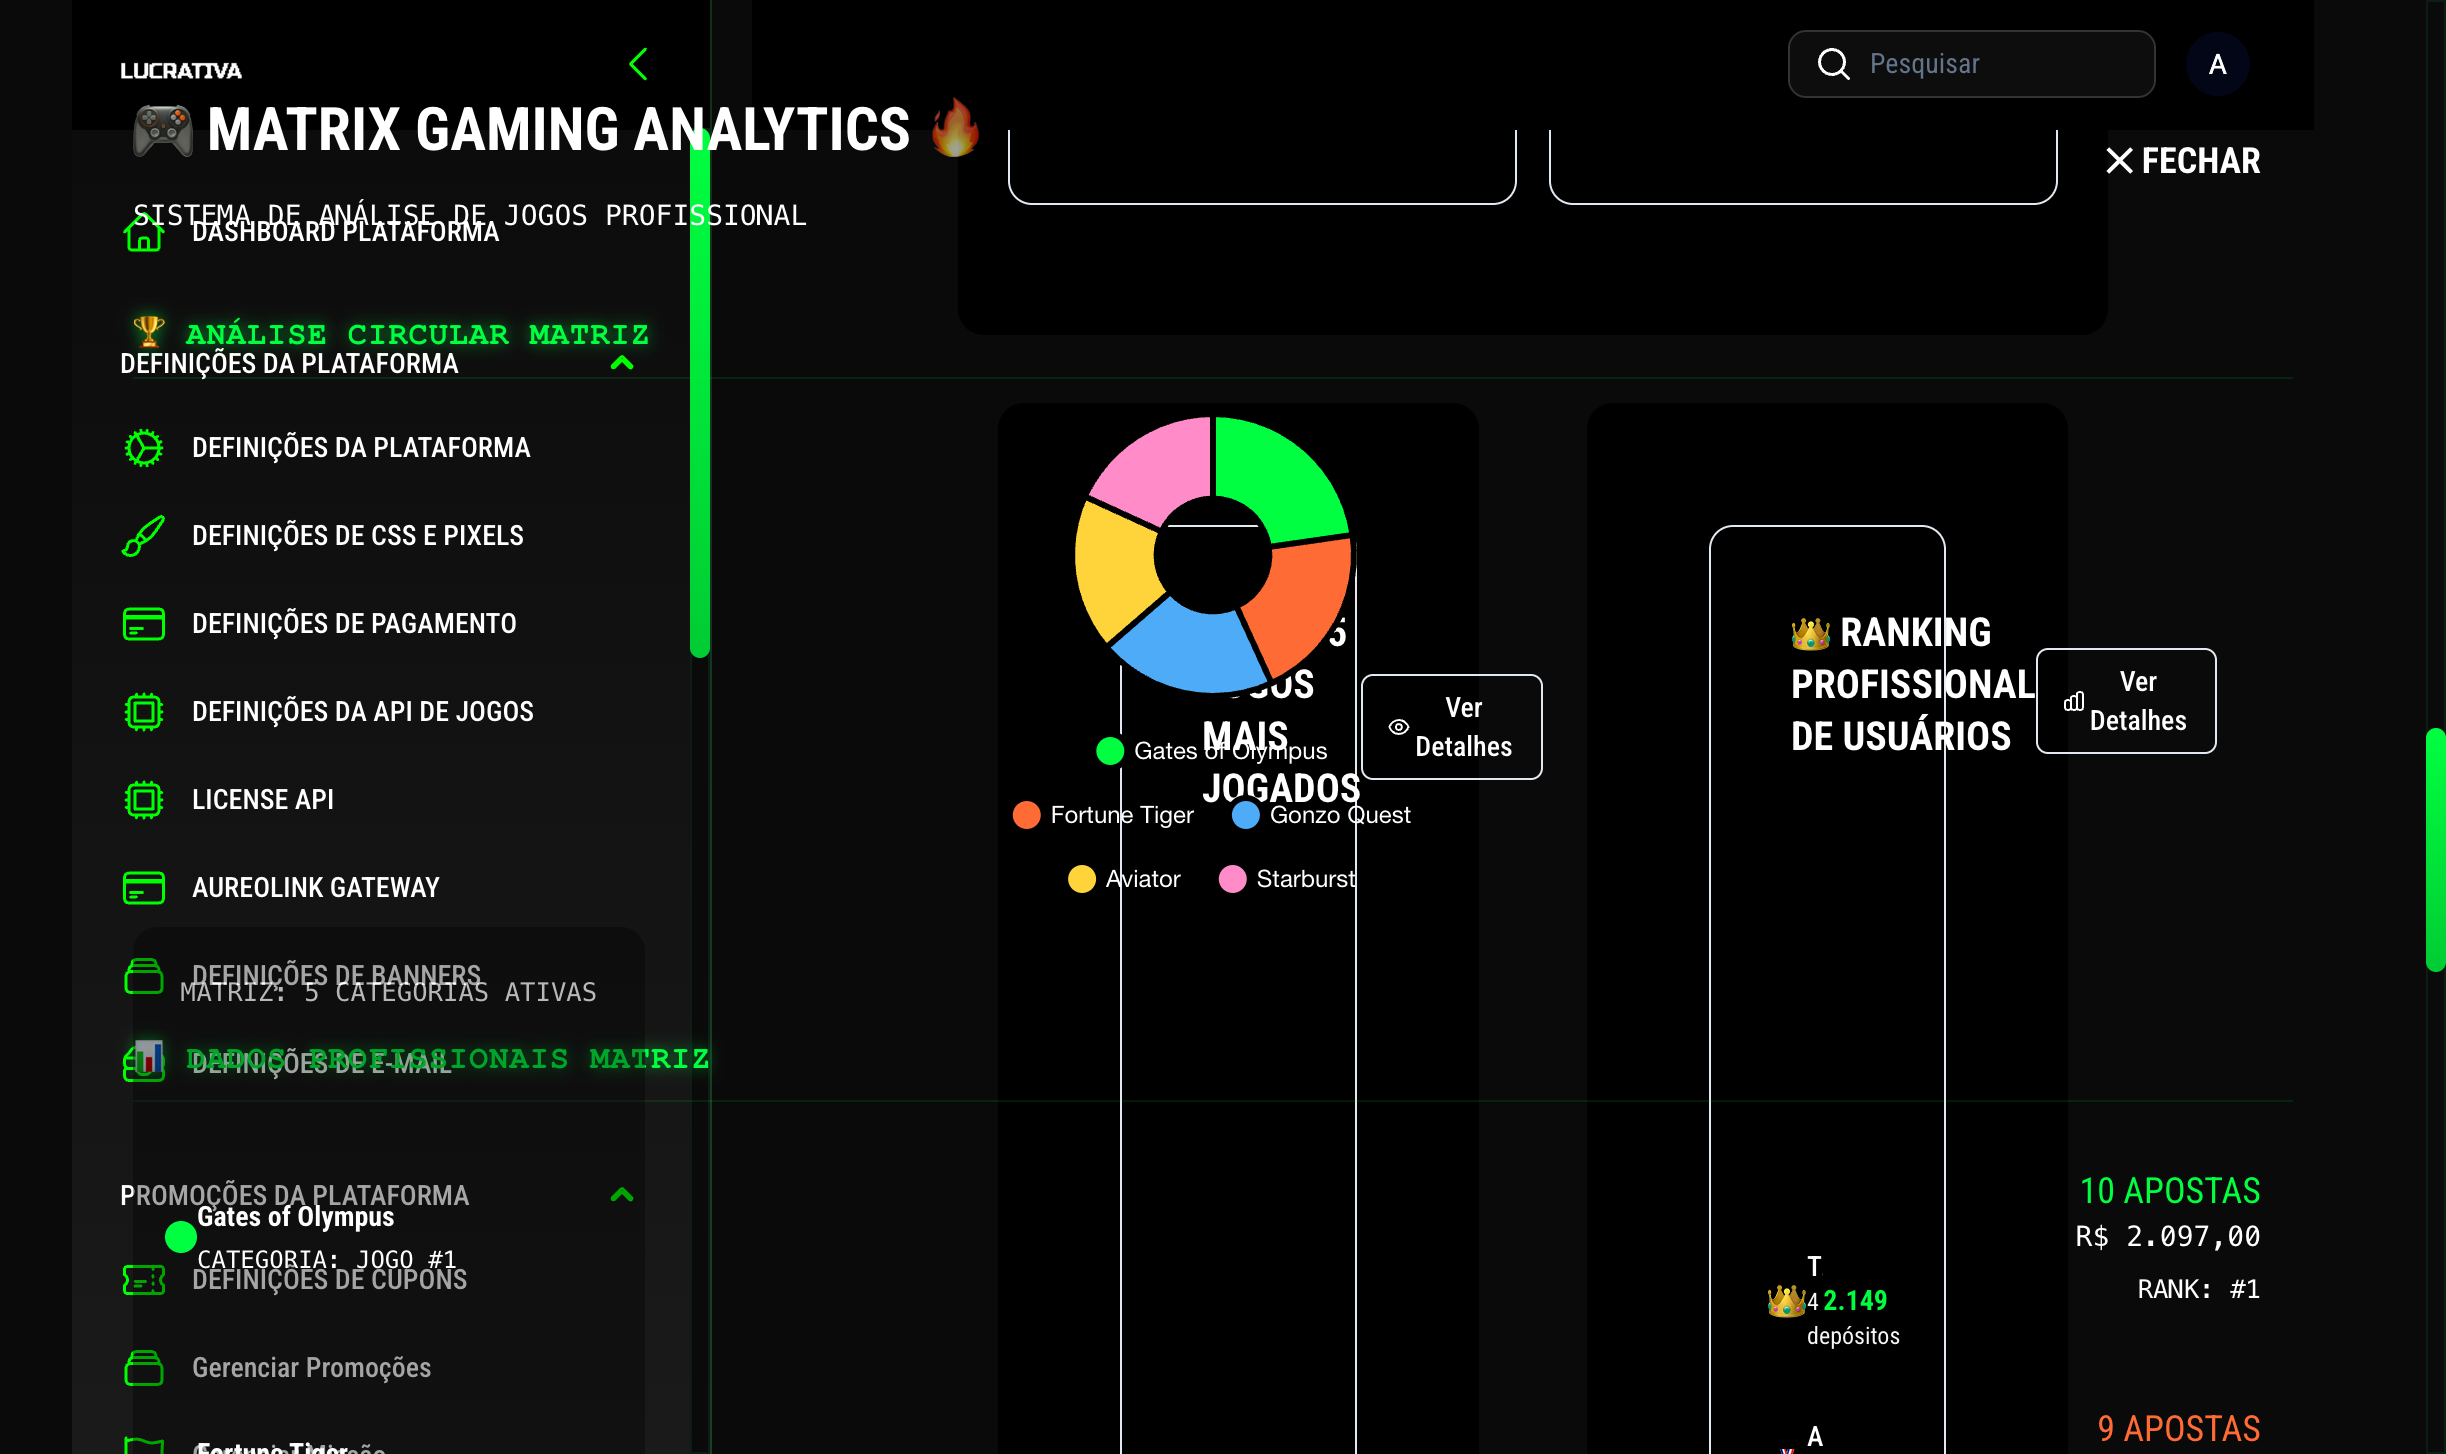 LUCRATIVA
Pesquisar
A
🎮 MATRIX GAMING ANALYTICS 🔥
FECHAR
SISTEMA DE ANÁLISE DE JOGOS PROFISSIONAL
DASHBOARD PLATAFORMA
🏆 ANÁLISE CIRCULAR MATRIZ
DEFINIÇÕES DA PLATAFORMA
DEFINIÇÕES DA PLATAFORMA
DEFINIÇÕES DE CSS E PIXELS
DEFINIÇÕES DE PAGAMENTO
DEFINIÇÕES DA API DE JOGOS
LICENSE API
AUREOLINK GATEWAY
DEFINIÇÕES DE BANNERS
MATRIZ: 5 CATEGORIAS ATIVAS
📊 DADOS PROFISSIONAIS MATRIZ
DEFINIÇÕES DE E-MAIL
PROMOÇÕES DA PLATAFORMA
Gates of Olympus
CATEGORIA: JOGO #1
DEFINIÇÕES DE CUPONS
Gerenciar Promoções
Fortune Tiger
5
MAIS
JOGADOS
Ver
Detalhes
Gates of Olympus
Fortune Tiger
Gonzo Quest
Aviator
Starburst
👑 RANKING
PROFISSIONAL
DE USUÁRIOS
Ver
Detalhes
10 APOSTAS
R$ 2.097,00
RANK: #1
T
4 2.149
depósitos
9 APOSTAS
A